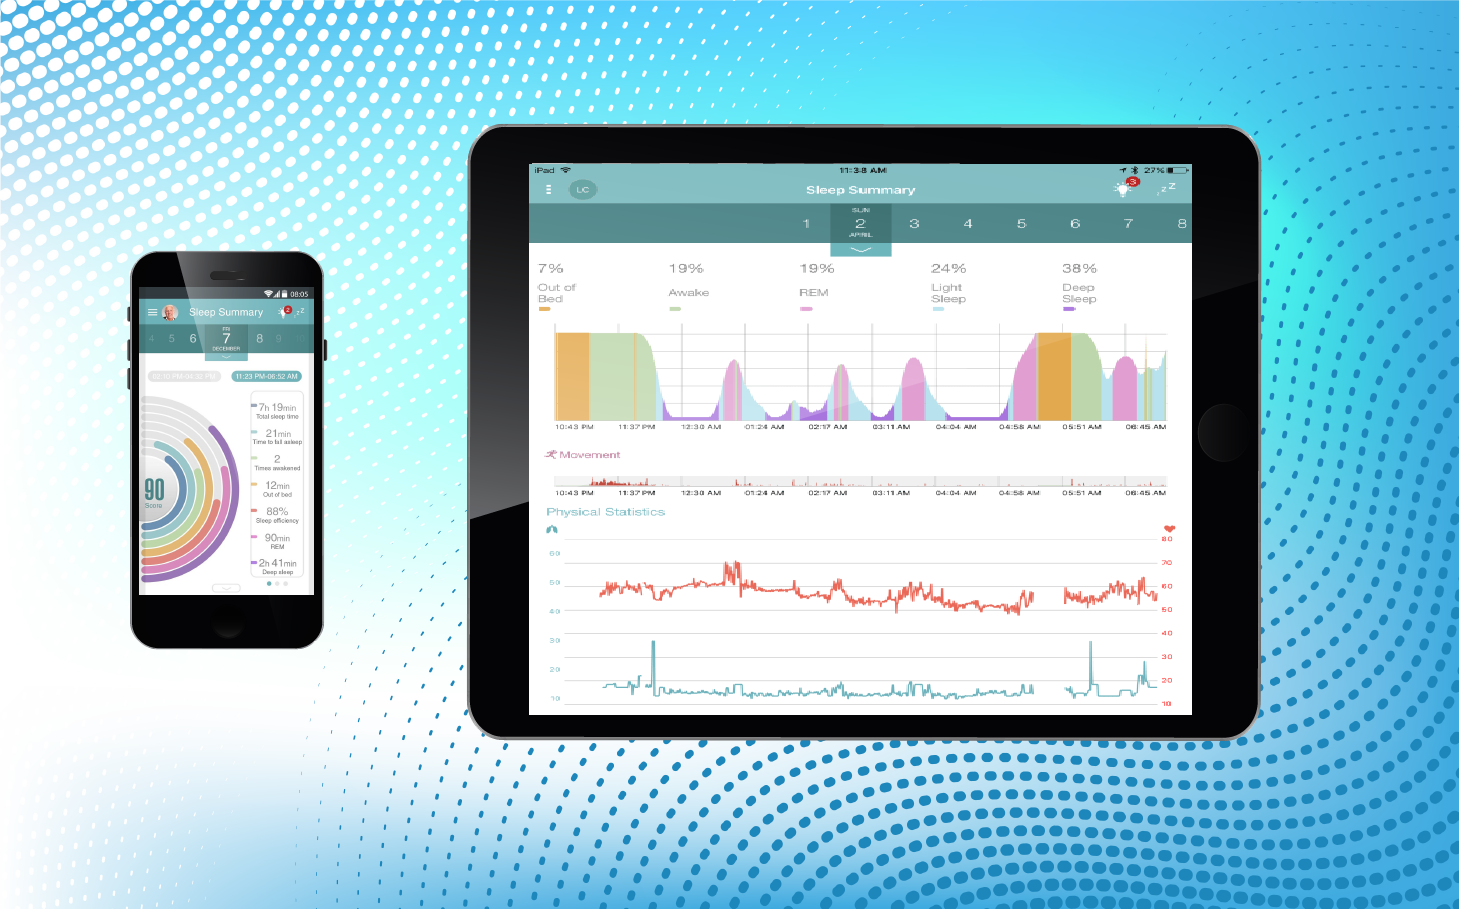 08:05
Sleep Summary
2
zZ
FRI
4 5 6 7 8 9 10
DECEMBER
11:23 PM-06:52 AM
7h 19min
Total sleep time
21min
Time to fall asleep
2
Times awakened
12min
Out of bed
88%
Sleep efficiency
90min
REM
2h 41min
Deep sleep
90
Score
iPad
11:38 AM
27%
UC
Sleep Summary
3
zzZ
SUN
1 2 3 4 5 6 7 8
APRIL
7% 19% 19% 24% 38%
Out of Bed
Awake
REM
Light Sleep
Deep Sleep
10:43 PM 11:37 PM 12:30 AM 01:24 AM 02:17 AM 03:11 AM 04:04 AM 04:58 AM 05:51 AM 06:45 AM
Movement
10:43 PM 11:37 PM 12:30 AM 01:24 AM 02:17 AM 03:11 AM 04:04 AM 04:58 AM 05:51 AM 06:45 AM
Physical Statistics
60
50
40
30
20
10
80
70
60
50
40
30
20
10